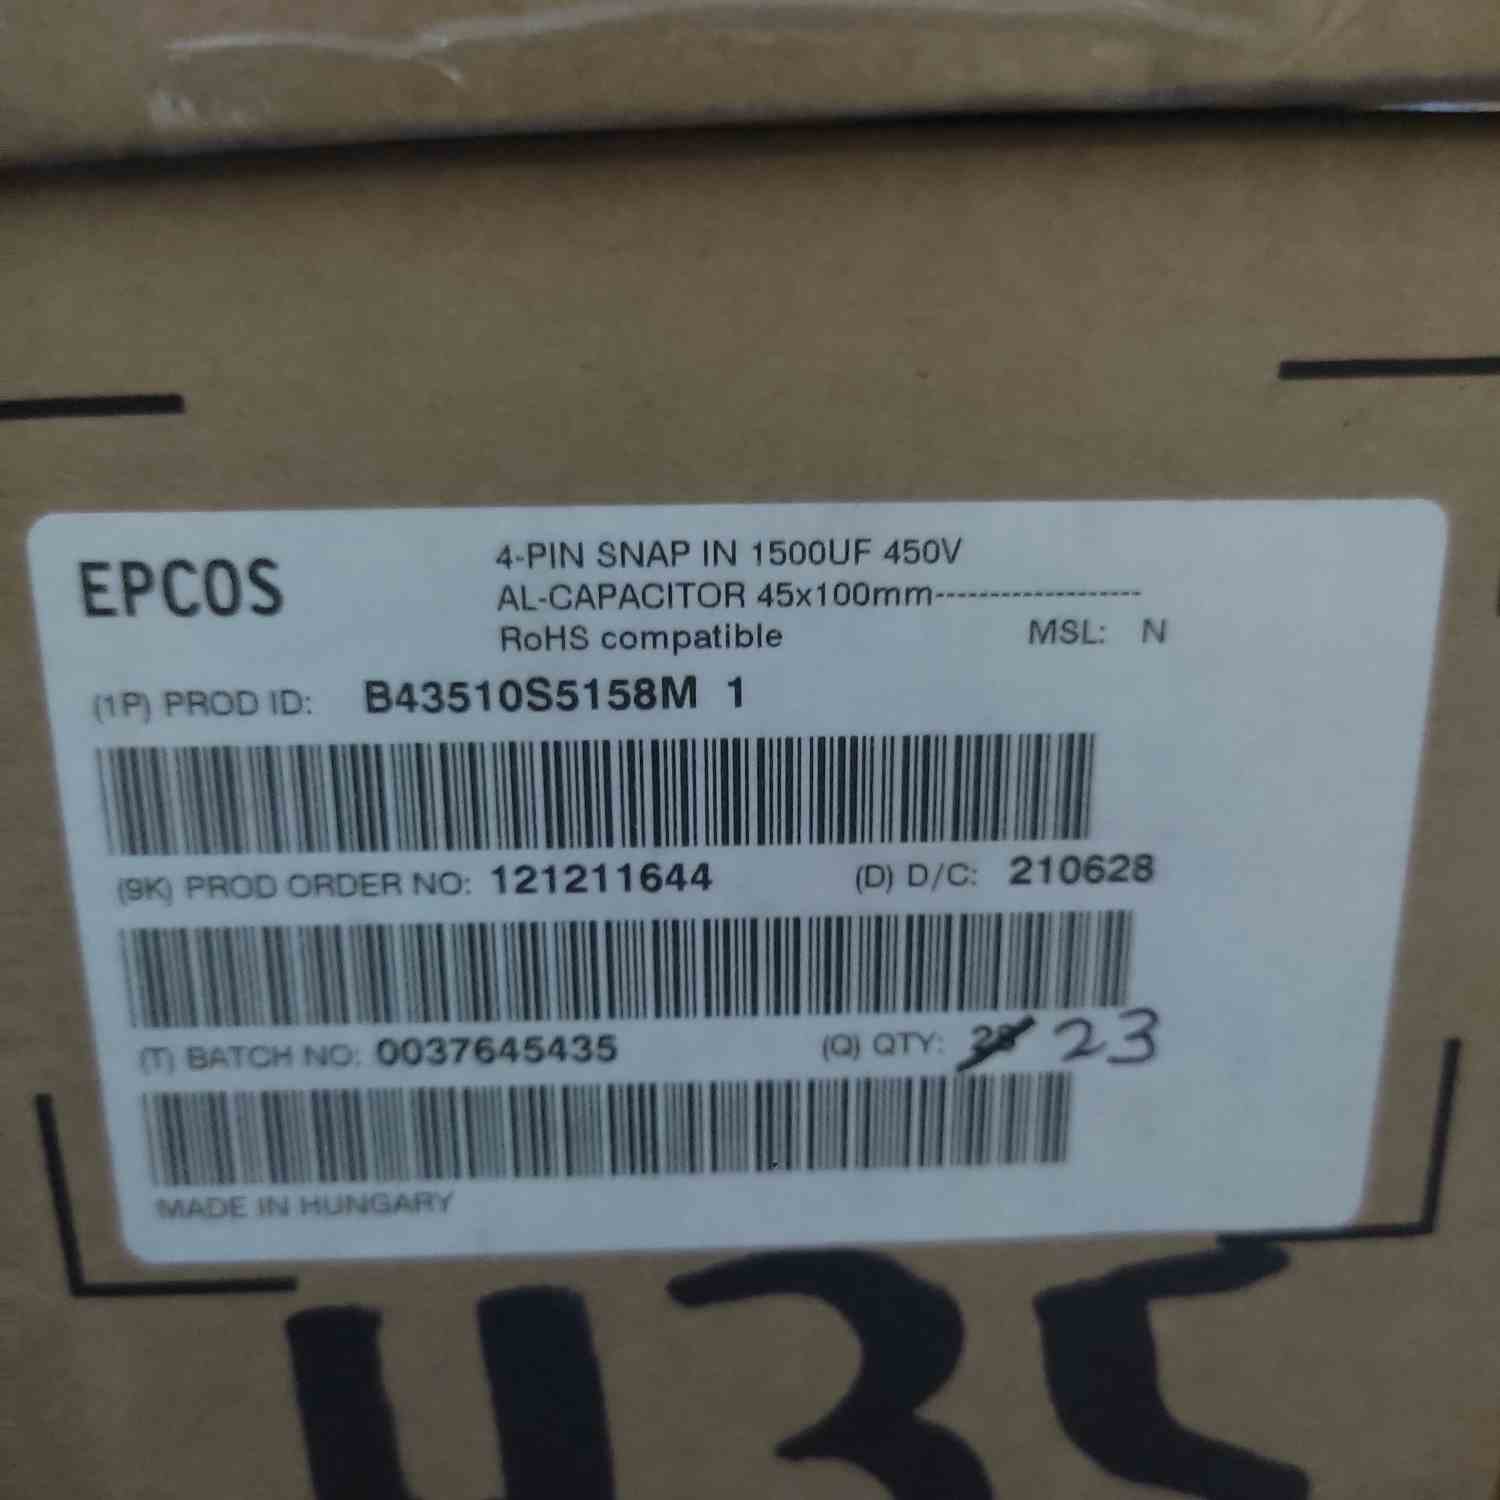 EPCOS
4-PIN SNAP IN 1500UF 450V
AL-CAPACITOR 45x100mm-------------------
RoHS compatible MSL: N
(1P) PROD ID: B43510S5158M 1
(9K) PROD ORDER NO: 121211644 (D) D/C: 210628
(T) BATCH NO: 0037645435 (Q) QTY: 23
MADE IN HUNGARY
435